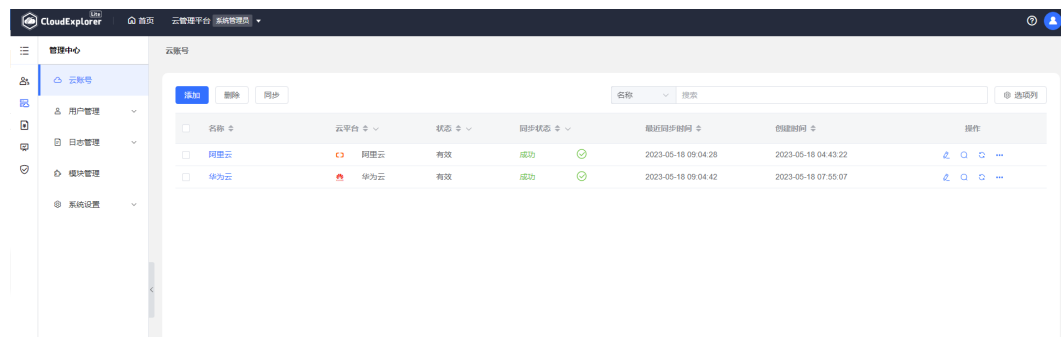 CloudExplorer Lite 首页 云管理平台 系统管理员
管理中心 云账号
云账号
添加 删除 同步 名称 搜索 选项列
用户管理
名称 云平台 状态 同步状态 最近同步时间 创建时间 操作
日志管理
阿里云 阿里云 有效 成功 2023-05-18 09:04:28 2023-05-18 04:43:22
模块管理
华为云 华为云 有效 成功 2023-05-18 09:04:42 2023-05-18 07:55:07
系统设置